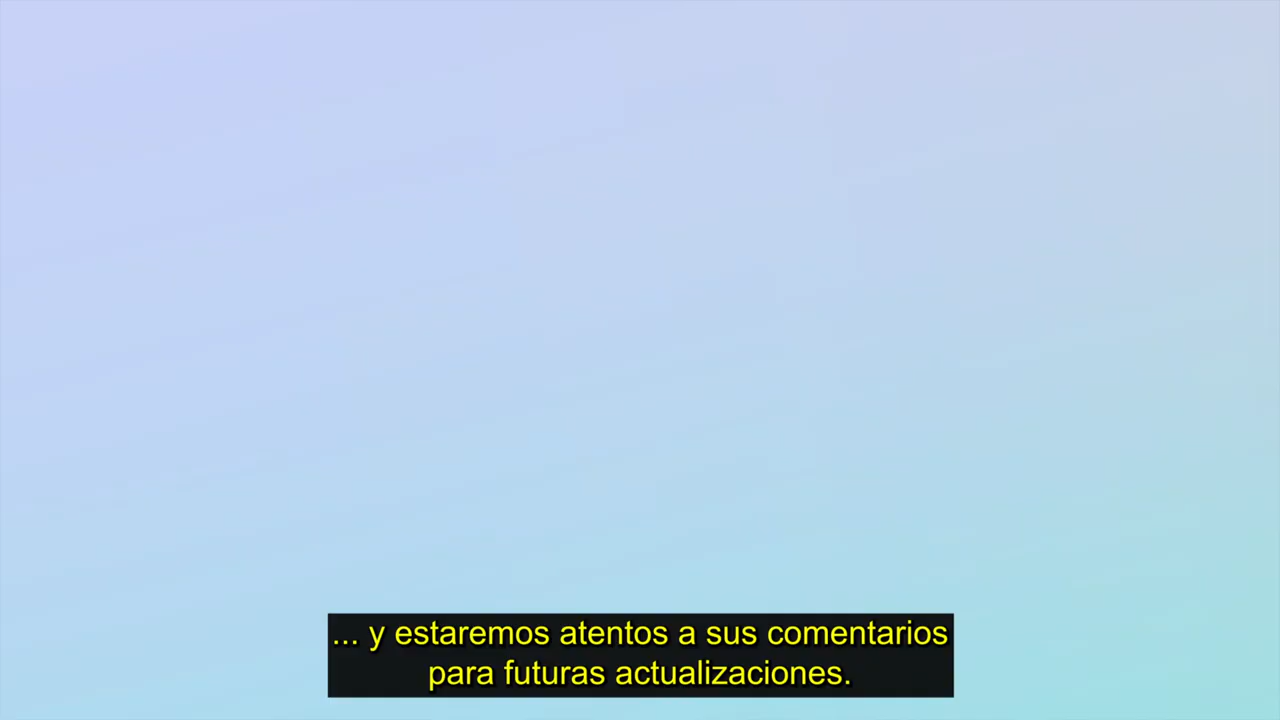 ... y estaremos atentos a sus comentarios
para futuras actualizaciones.